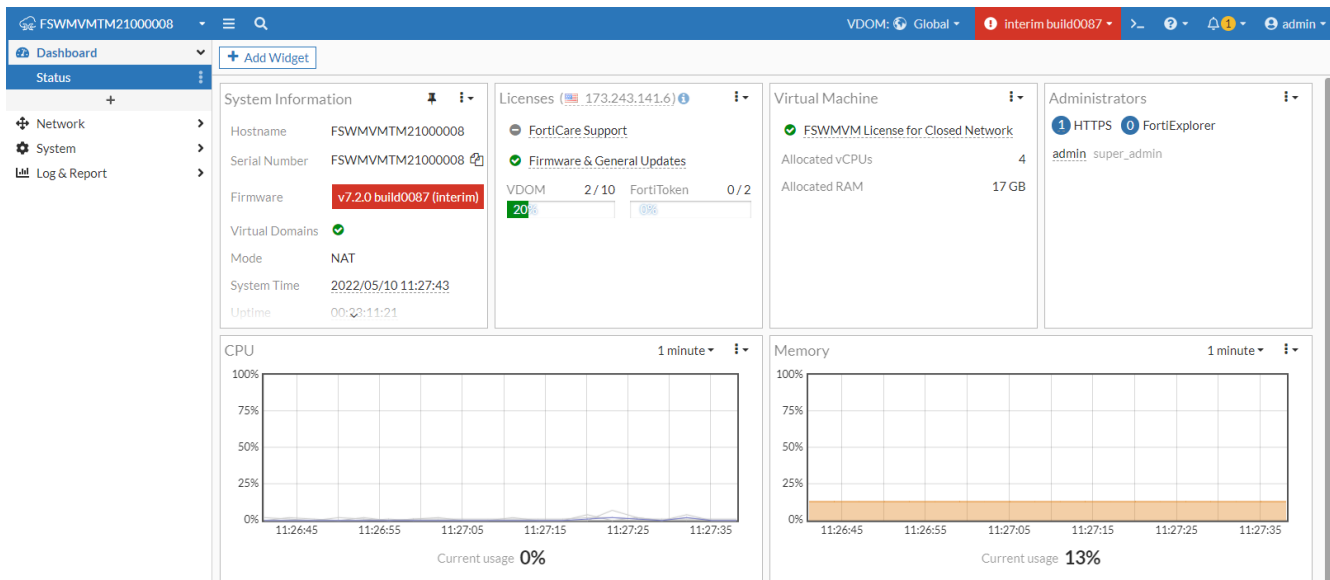 FSWMVMTM21000008 VDOM: Global interim build0087 >_ 1 admin
Dashboard
Status
+
Network
System
Log & Report
+ Add Widget
System Information
Hostname FSWMVMTM21000008
Serial Number FSWMVMTM21000008
Firmware v7.2.0 build0087 (interim)
Virtual Domains
Mode NAT
System Time 2022/05/10 11:27:43
Uptime 00:23:11:21
Licenses (173.243.141.6)
FortiCare Support
Firmware & General Updates
VDOM 2 / 10 FortiToken 0 / 2
20% 0%
Virtual Machine
FSWMVM License for Closed Network
Allocated vCPUs 4
Allocated RAM 17 GB
Administrators
1 HTTPS 0 FortiExplorer
admin super_admin
CPU 1 minute
100%
75%
50%
25%
0%
11:26:45 11:26:55 11:27:05 11:27:15 11:27:25 11:27:35
Current usage 0%
Memory 1 minute
100%
75%
50%
25%
0%
11:26:45 11:26:55 11:27:05 11:27:15 11:27:25 11:27:35
Current usage 13%